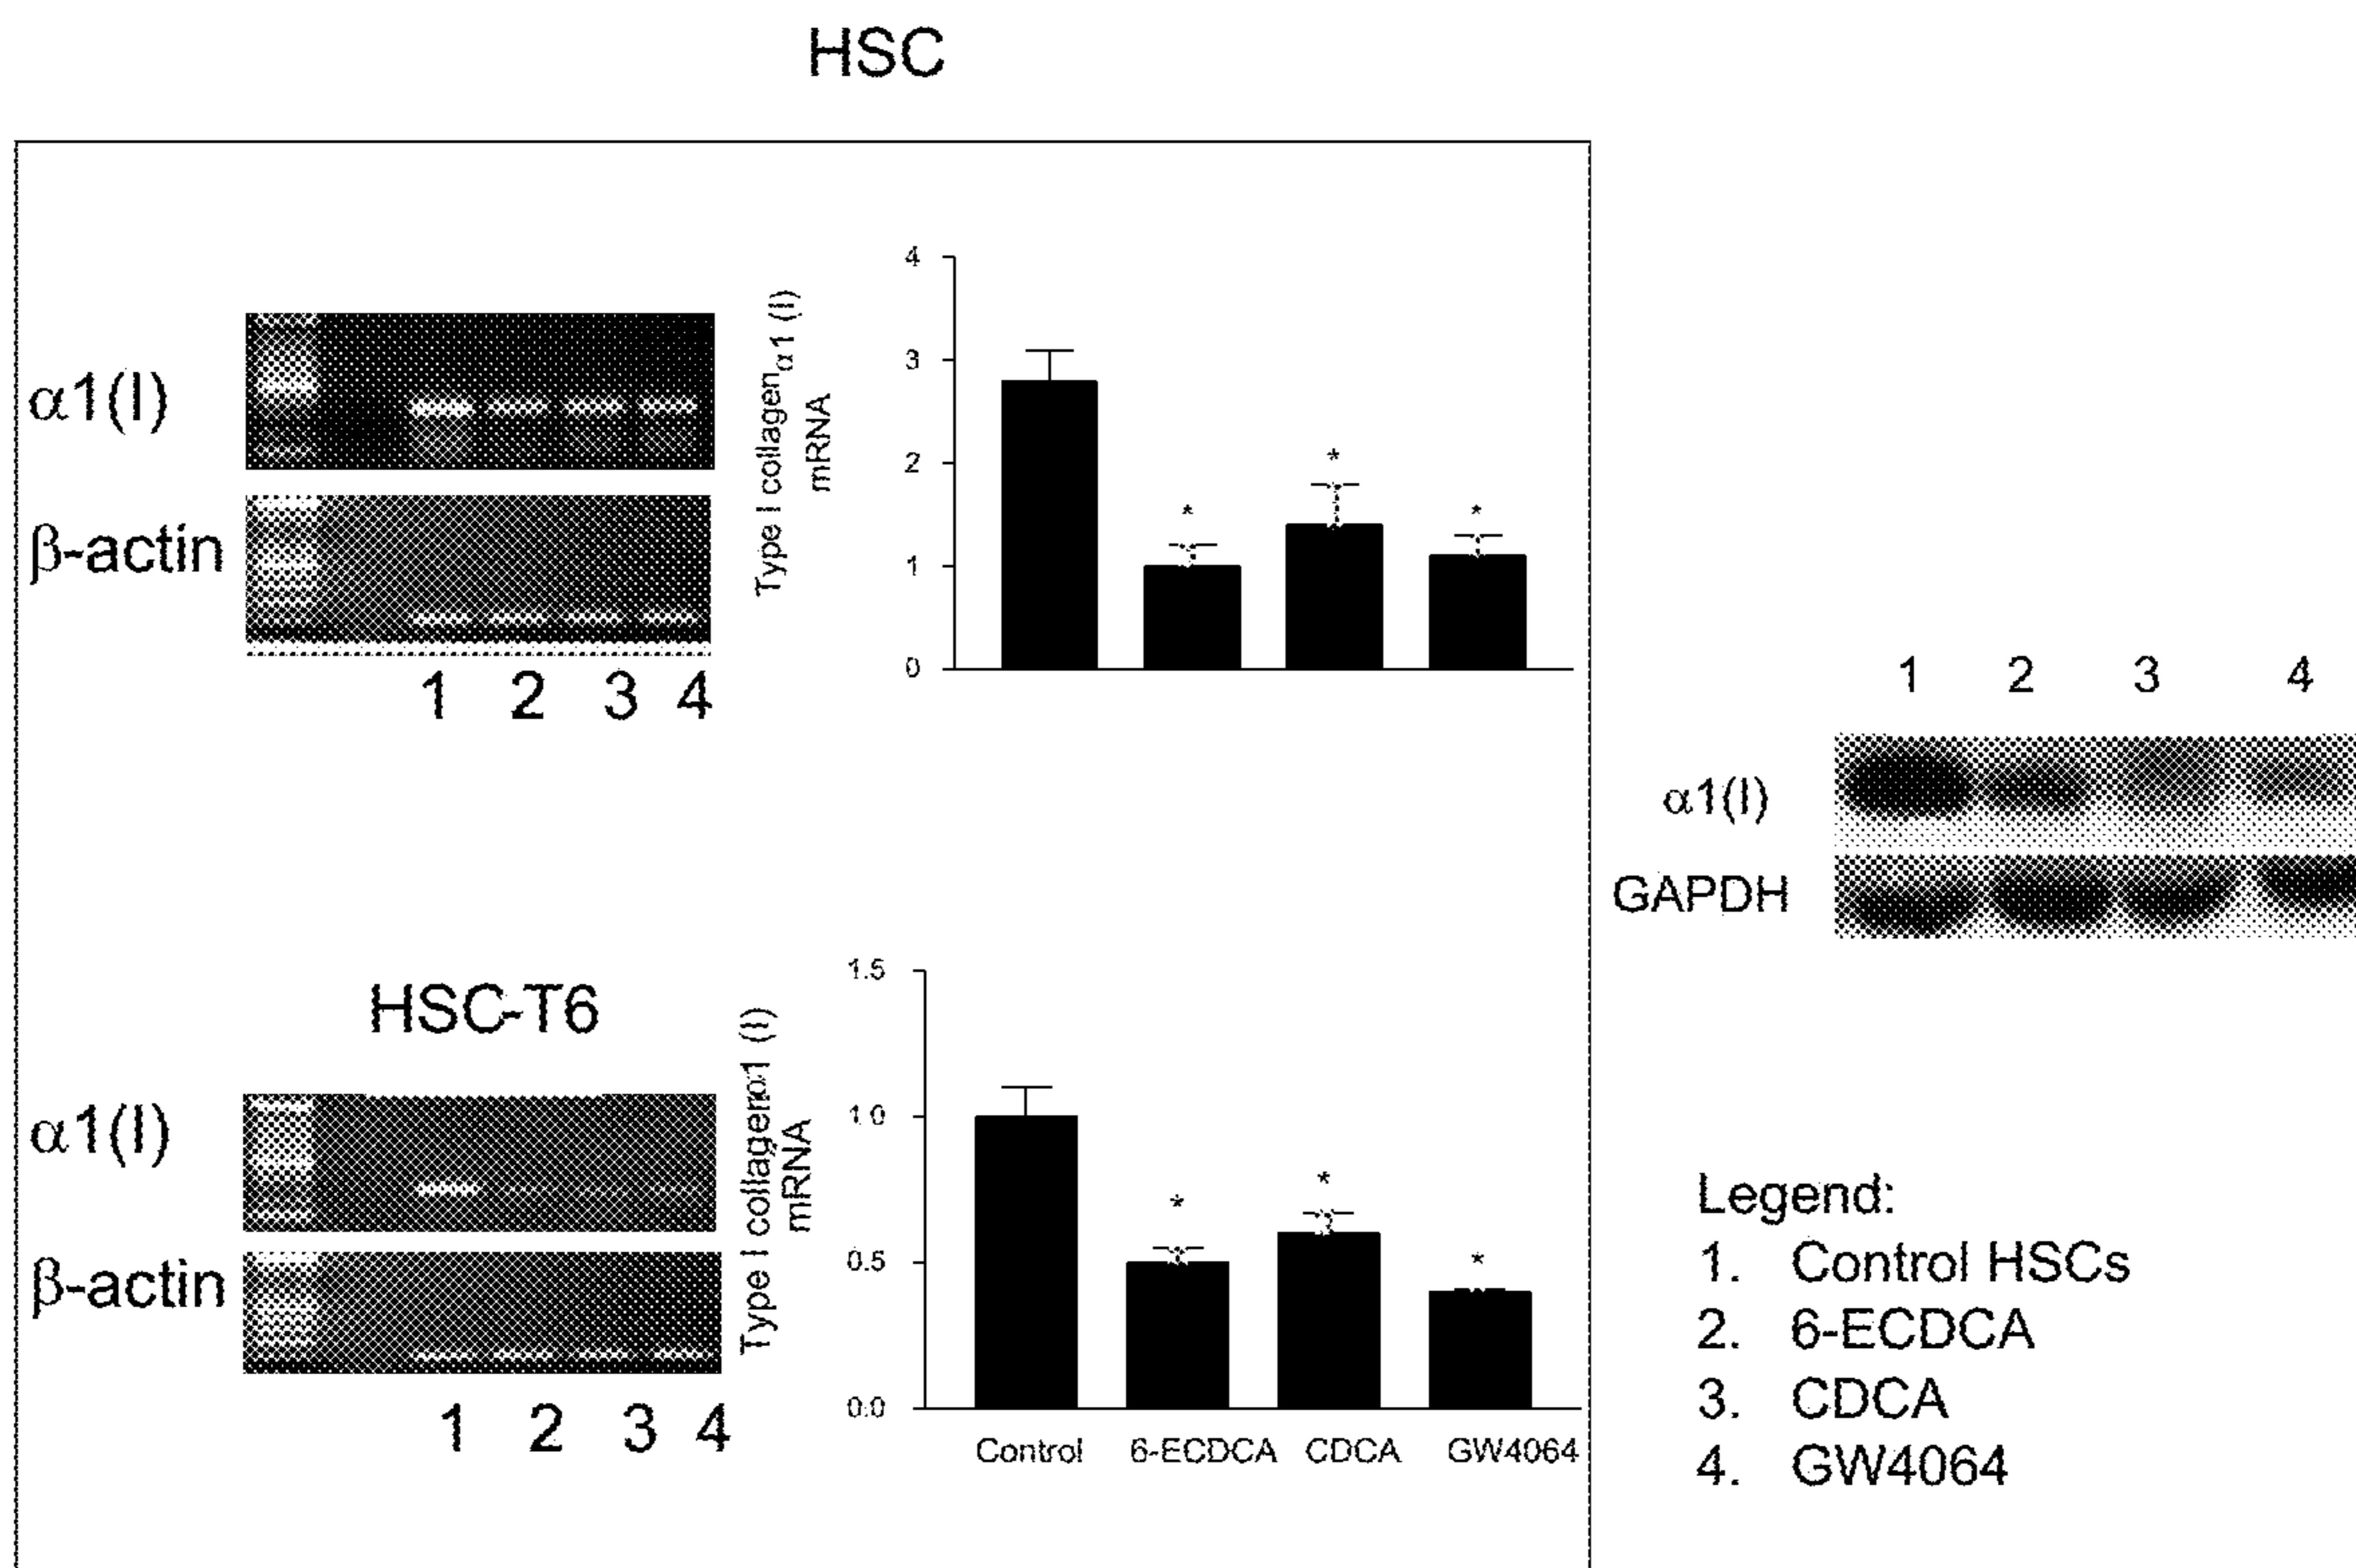 HSC
α1(I)
β-actin
1 2 3 4
Type I collagen α1 (I)
mRNA
4
3
2
1
0
*
*
*
HSC-T6
α1(I)
β-actin
1 2 3 4
Type I collagenα1 (I)
mRNA
1.5
1.0
0.5
0.0
*
*
*
Control 6-ECDCA CDCA GW4064
1 2 3 4
α1(I)
GAPDH
Legend:
1. Control HSCs
2. 6-ECDCA
3. CDCA
4. GW4064